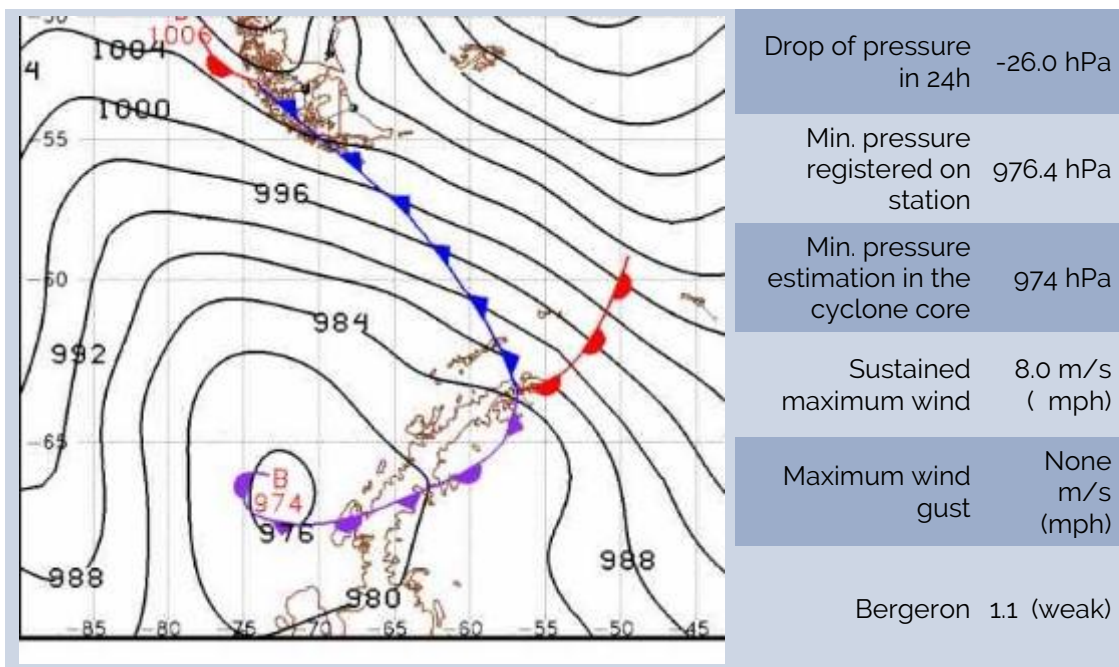 -50
B
1006
1004
4
1000
-55
996
-60
984
992
-65
B
974
976
988
988
980
-85 -80 -75 -70 -65 -60 -55 -50 -45
Drop of pressure
in 24h
-26.0 hPa
Min. pressure
registered on
station
976.4 hPa
Min. pressure
estimation in the
cyclone core
974 hPa
Sustained
maximum wind
8.0 m/s
( mph)
Maximum wind
gust
None
m/s
(mph)
Bergeron
1.1 (weak)